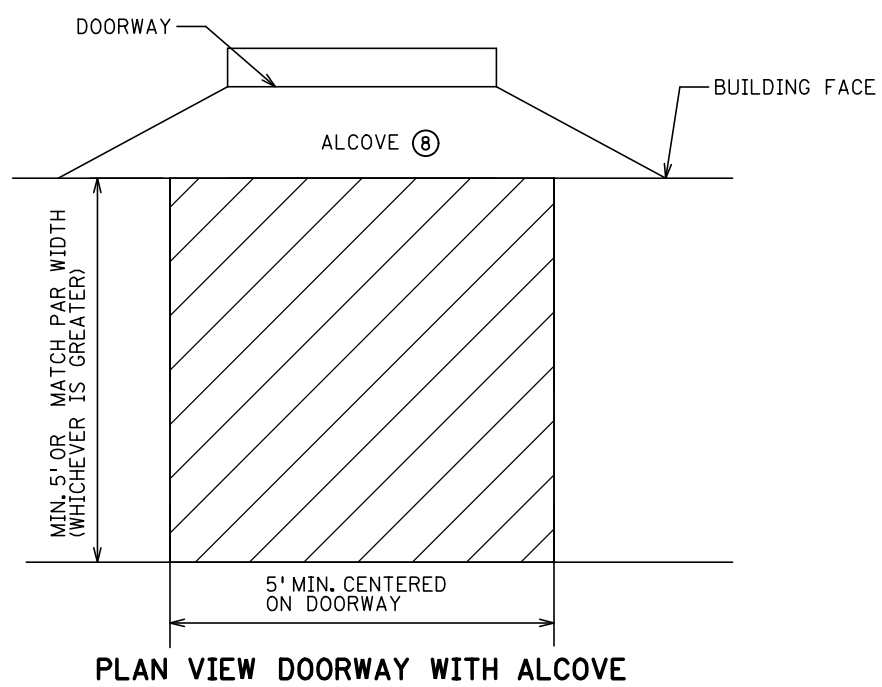 DOORWAY
BUILDING FACE
ALCOVE 8
MIN. 5' OR MATCH PAR WIDTH
(WHICHEVER IS GREATER)
5' MIN. CENTERED
ON DOORWAY
PLAN VIEW DOORWAY WITH ALCOVE